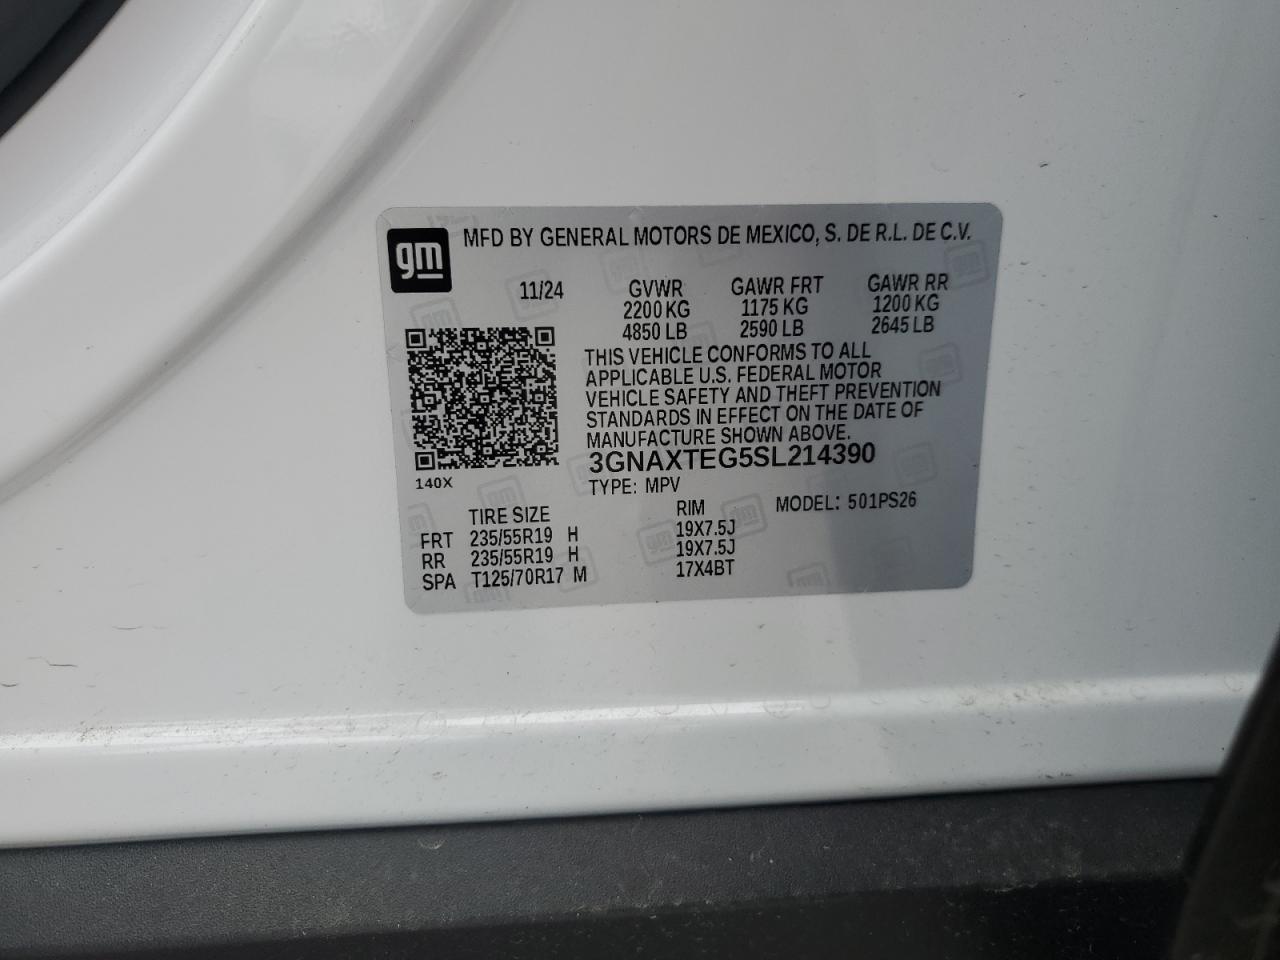 gm
MFD BY GENERAL MOTORS DE MEXICO, S. DE R.L. DE C.V.
11/24 GVWR GAWR FRT GAWR RR
2200 KG 1175 KG 1200 KG
4850 LB 2590 LB 2645 LB
THIS VEHICLE CONFORMS TO ALL
APPLICABLE U.S. FEDERAL MOTOR
VEHICLE SAFETY AND THEFT PREVENTION
STANDARDS IN EFFECT ON THE DATE OF
MANUFACTURE SHOWN ABOVE.
3GNAXTEG5SL214390
140X
TYPE: MPV
TIRE SIZE RIM MODEL: 501PS26
FRT 235/55R19 H 19X7.5J
RR 235/55R19 H 19X7.5J
SPA T125/70R17 M 17X4BT